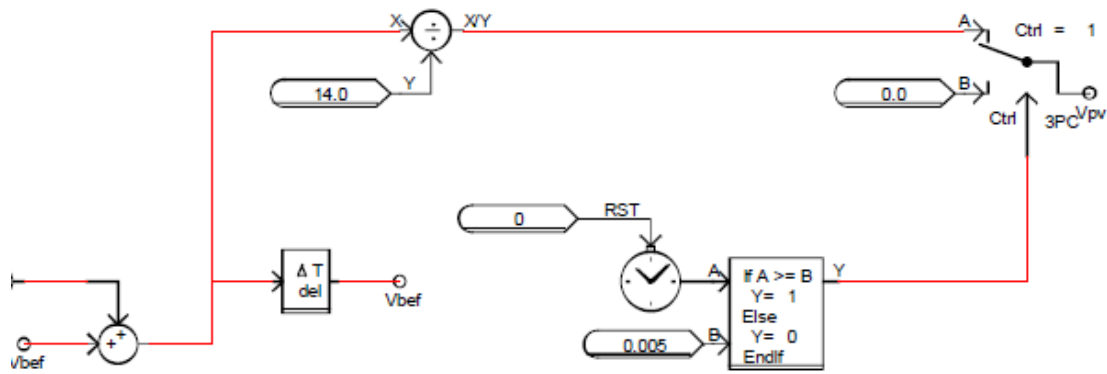 X
÷
X/Y
A
Ctrl = 1
14.0
Y
0.0
B
Ctrl
3PC
Vpv
0
RST
Δ T
del
Vbef
A
If A >= B
Y= 1
Else
Y= 0
EndIf
Y
B
0.005
+
+
Vbef